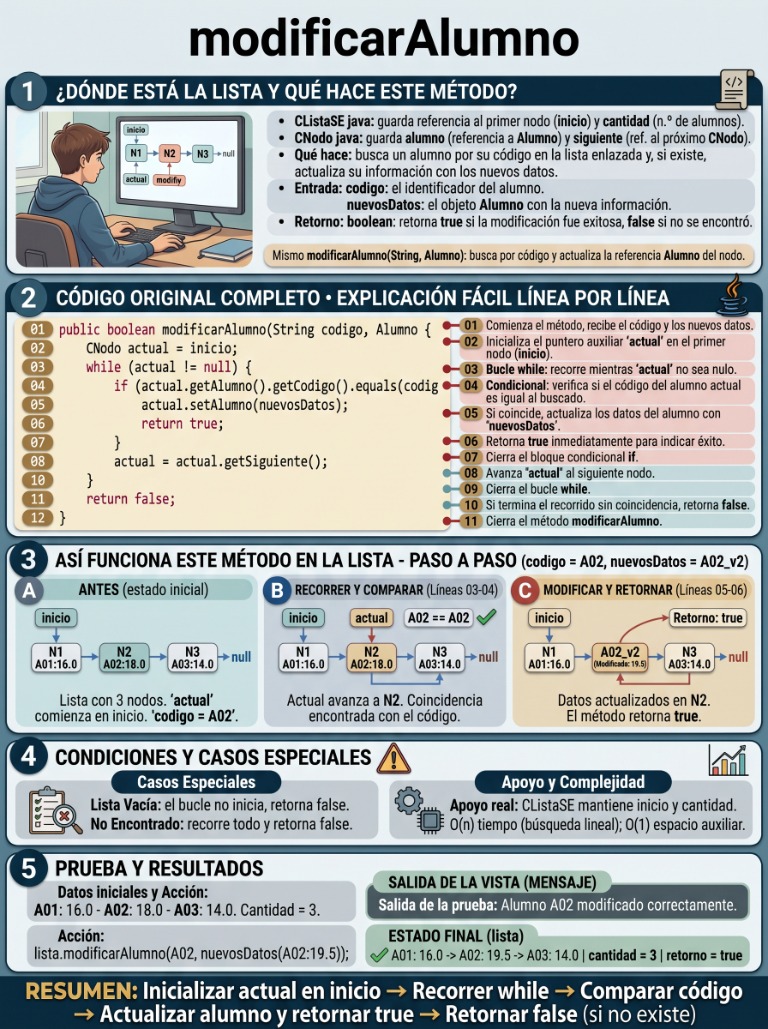 modificarAlumno
1 ¿DÓNDE ESTÁ LA LISTA Y QUÉ HACE ESTE MÉTODO?
</>
inicio
N1 N2 N3 null
actual modifiy
• CListaSE java: guarda referencia al primer nodo (inicio) y cantidad (n.º de alumnos).
• CNodo java: guarda alumno (referencia a Alumno) y siguiente (ref. al próximo CNodo).
• Qué hace: busca un alumno por su código en la lista enlazada y, si existe,
actualiza su información con los nuevos datos.
• Entrada: codigo: el identificador del alumno.
nuevosDatos: el objeto Alumno con la nueva información.
• Retorno: boolean: retorna true si la modificación fue exitosa, false si no se encontró.
Mismo modificarAlumno(String, Alumno): busca por código y actualiza la referencia Alumno del nodo.
2 CÓDIGO ORIGINAL COMPLETO • EXPLICACIÓN FÁCIL LÍNEA POR LÍNEA
01 public boolean modificarAlumno(String codigo, Alumno {
02 CNodo actual = inicio;
03 while (actual != null) {
04 if (actual.getAlumno().getCodigo().equals(codig
05 actual.setAlumno(nuevosDatos);
06 return true;
07 }
08 actual = actual.getSiguiente();
10 }
11 return false;
12 }
01 Comienza el método, recibe el código y los nuevos datos.
02 Inicializa el puntero auxiliar 'actual' en el primer
nodo (inicio).
03 Bucle while: recorre mientras 'actual' no sea nulo.
04 Condicional: verifica si el código del alumno actual
es igual al buscado.
05 Si coincide, actualiza los datos del alumno con
"nuevosDatos'.
06 Retorna true inmediatamente para indicar éxito.
07 Cierra el bloque condicional if.
08 Avanza "actual" al siguiente nodo.
09 Cierra el bucle while.
10 Si termina el recorrido sin coincidencia, retorna false.
11 Cierra el método modificarAlumno.
3 ASÍ FUNCIONA ESTE MÉTODO EN LA LISTA - PASO A PASO (codigo = A02, nuevosDatos = A02_v2)
A ANTES (estado inicial)
inicio
N1 N2 N3 null
A01:16.0 A02:18.0 A03:14.0
Lista con 3 nodos. 'actual'
comienza en inicio. 'codigo = A02'.
B RECORRER Y COMPARAR (Líneas 03-04)
inicio actual A02 == A02
N1 N2 N3 null
A01:16.0 A02:18.0 A03:14.0
Actual avanza a N2. Coincidencia
encontrada con el código.
C MODIFICAR Y RETORNAR (Líneas 05-06)
inicio Retorno: true
N1 A02_v2 N3 null
A01:16.0 (Modificado: 19.5) A03:14.0
Datos actualizados en N2.
El método retorna true.
4 CONDICIONES Y CASOS ESPECIALES
Casos Especiales
Lista Vacía: el bucle no inicia, retorna false.
No Encontrado: recorre todo y retorna false.
Apoyo y Complejidad
Apoyo real: CListaSE mantiene inicio y cantidad.
O(n) tiempo (búsqueda lineal); O(1) espacio auxiliar.
5 PRUEBA Y RESULTADOS
Datos iniciales y Acción:
A01: 16.0 - A02: 18.0 - A03: 14.0. Cantidad = 3.
Acción:
lista.modificarAlumno(A02, nuevosDatos(A02:19.5));
SALIDA DE LA VISTA (MENSAJE)
Salida de la prueba: Alumno A02 modificado correctamente.
ESTADO FINAL (lista)
A01: 16.0 -> A02: 19.5 -> A03: 14.0 | cantidad = 3 | retorno = true
RESUMEN: Inicializar actual en inicio → Recorrer while → Comparar código
→ Actualizar alumno y retornar true → Retornar false (si no existe)